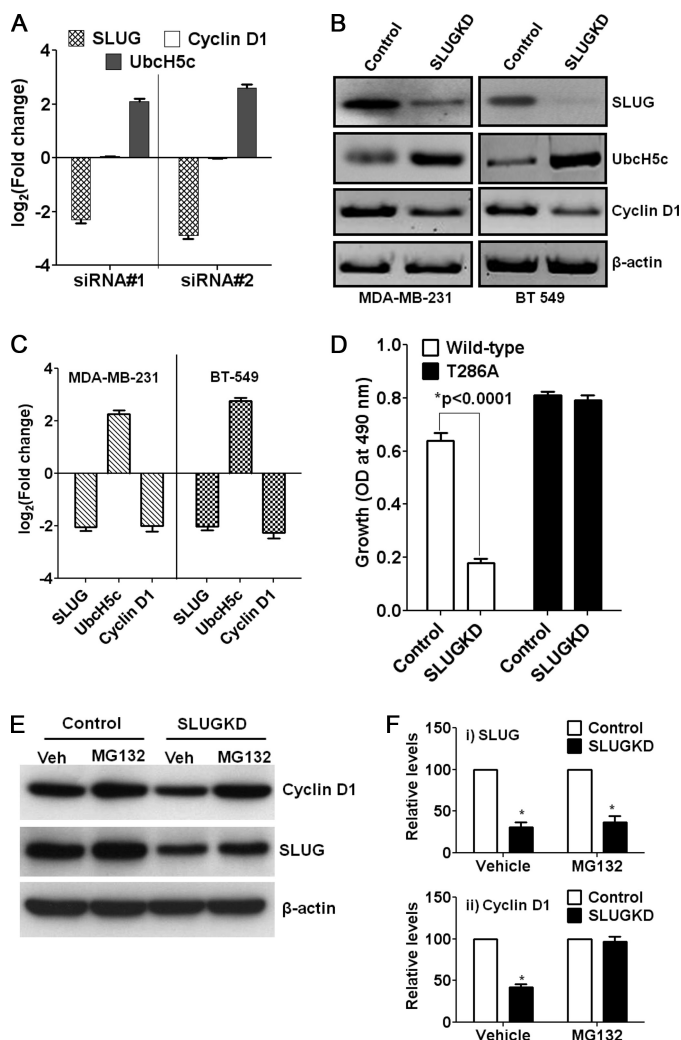 A
SLUG
Cyclin D1
UbcH5c
log2(Fold change)
4
2
0
-2
-4
siRNA#1
siRNA#2
B
Control
SLUGKD
Control
SLUGKD
SLUG
UbcH5c
Cyclin D1
β-actin
MDA-MB-231
BT 549
C
MDA-MB-231
BT-549
log2(Fold change)
4
2
0
-2
-4
SLUG
UbcH5c
Cyclin D1
SLUG
UbcH5c
Cyclin D1
D
Wild-type
T286A
*p<0.0001
Growth (OD at 490 nm)
1.0
0.8
0.6
0.4
0.2
0.0
Control
SLUGKD
Control
SLUGKD
E
Control
SLUGKD
Veh
MG132
Veh
MG132
Cyclin D1
SLUG
β-actin
F
Control
SLUGKD
i) SLUG
Relative levels
150
100
50
0
*
*
Vehicle
MG132
Control
SLUGKD
ii) Cyclin D1
Relative levels
150
100
50
0
*
Vehicle
MG132